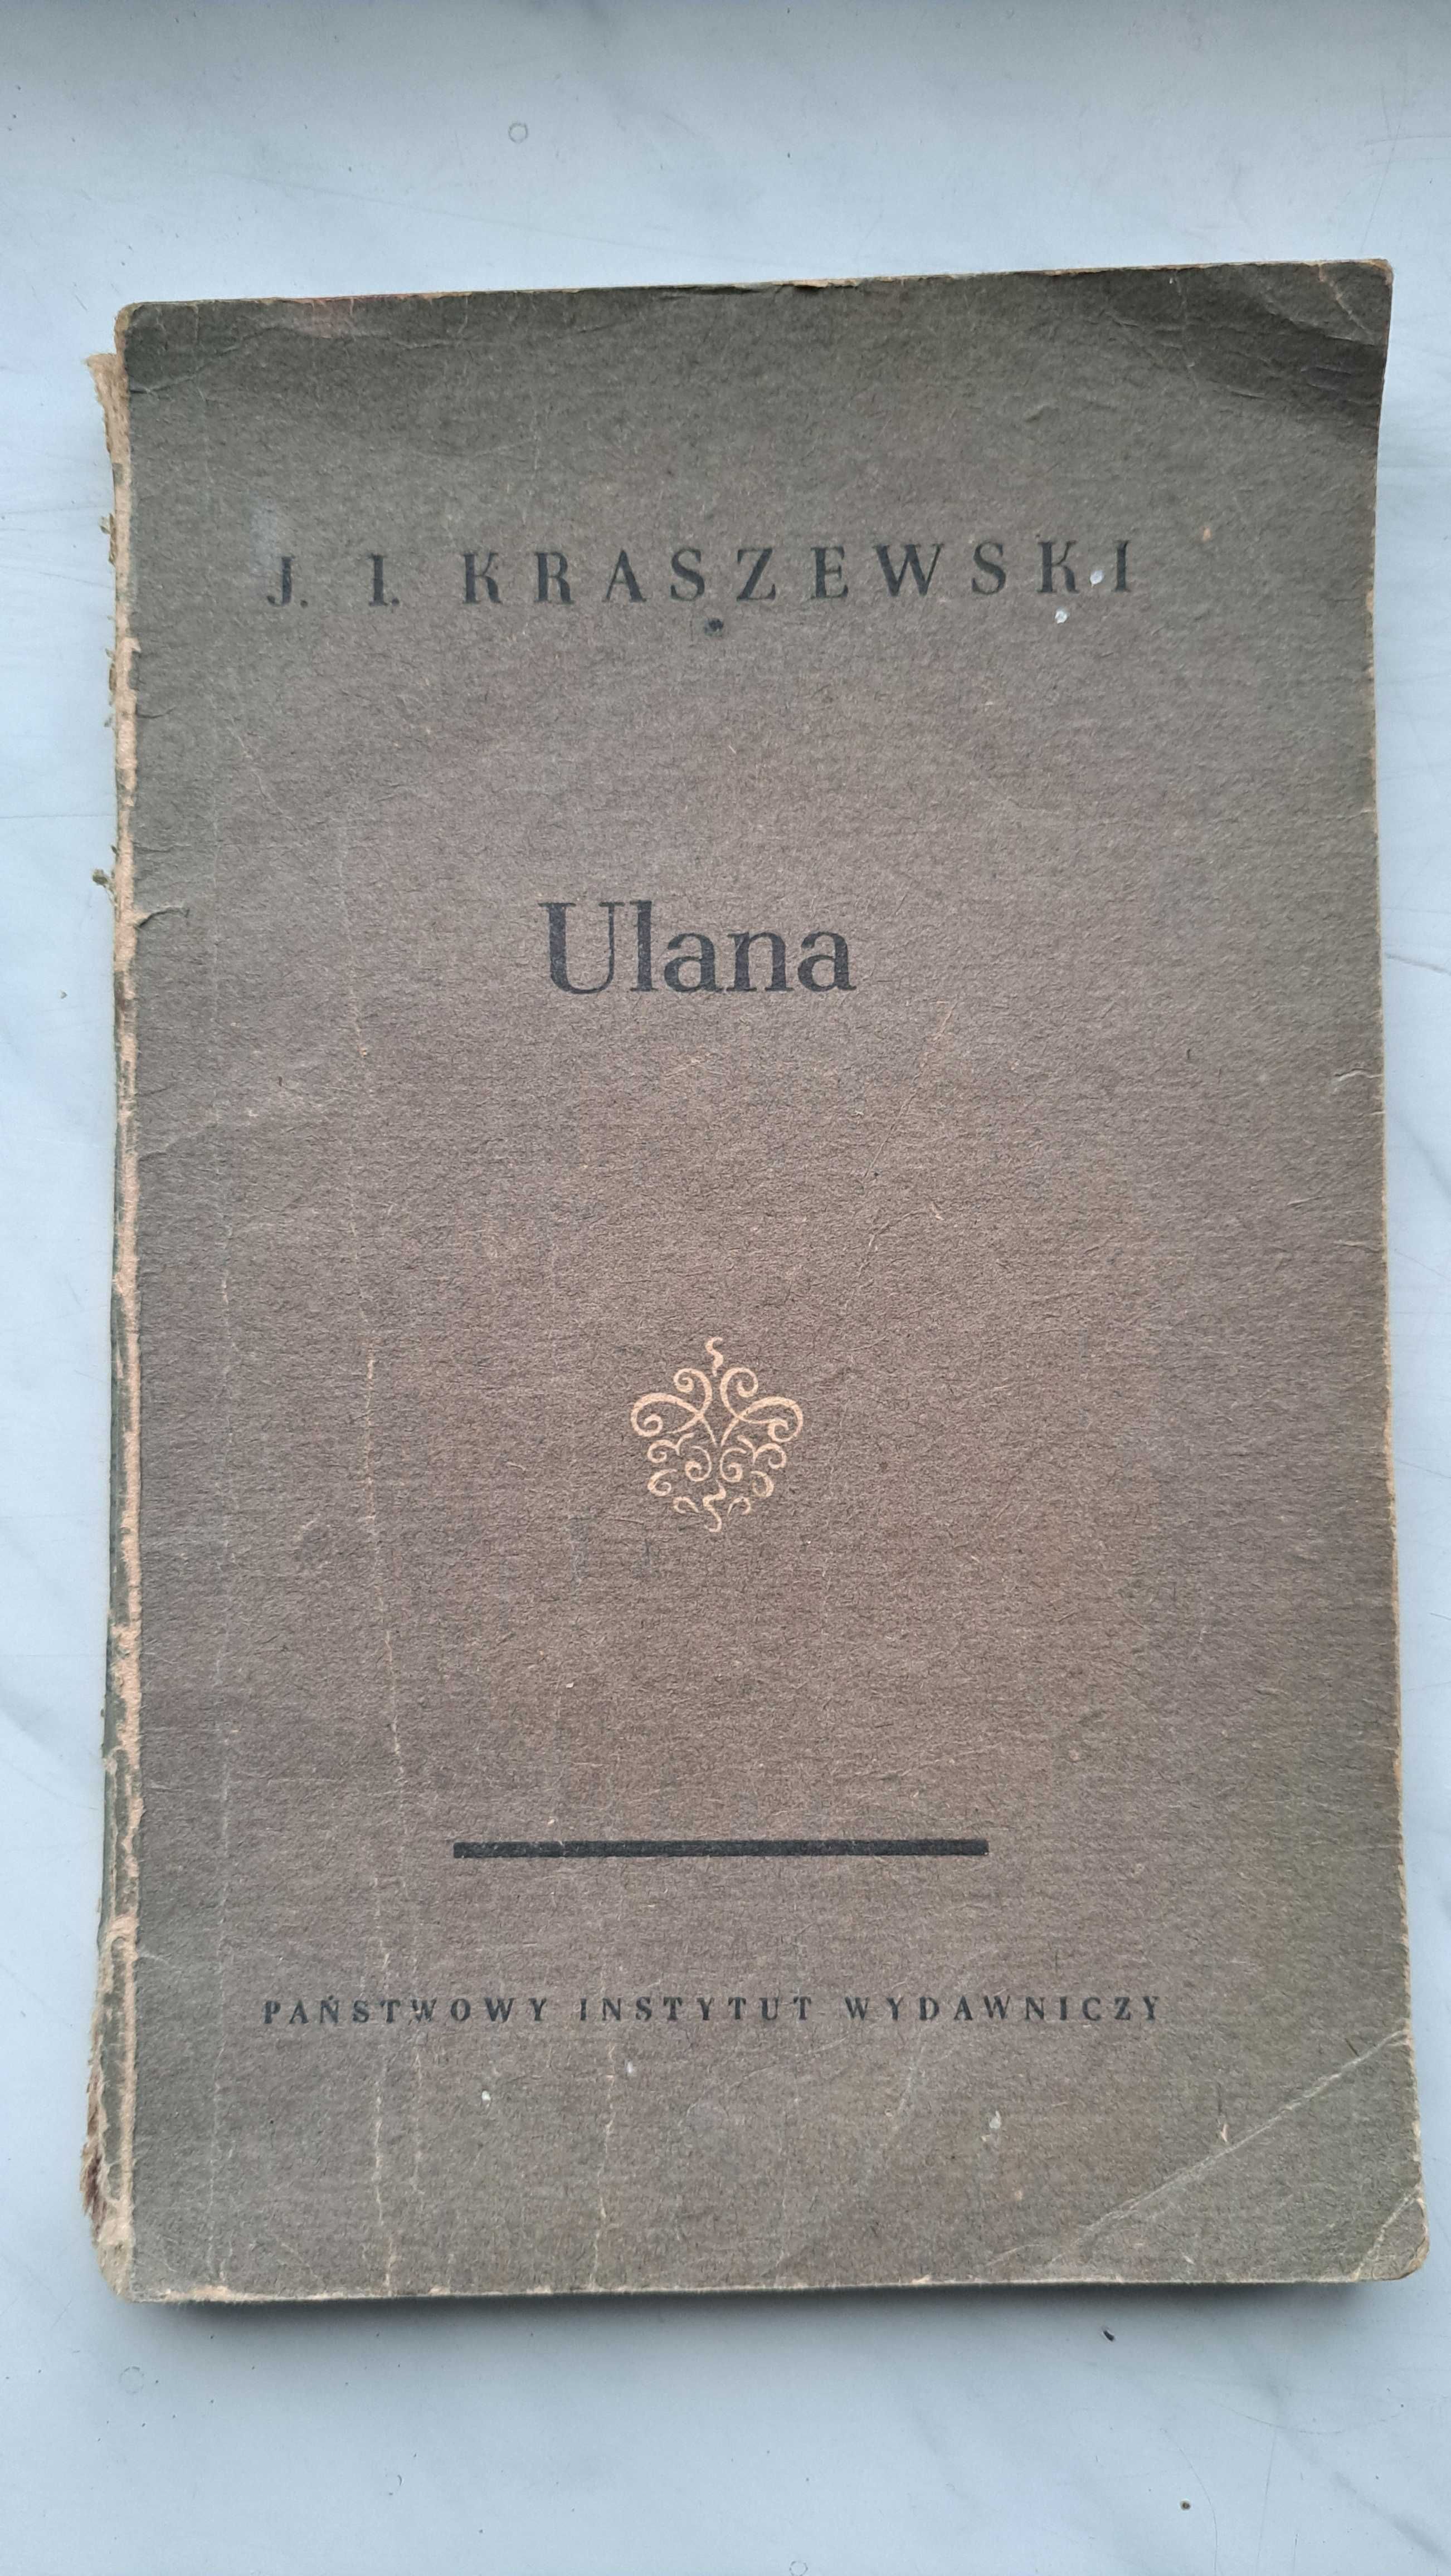 J. I. KRASZEWSKI
Ulana
PAŃSTWOWY INSTYTUT WYDAWNICZY